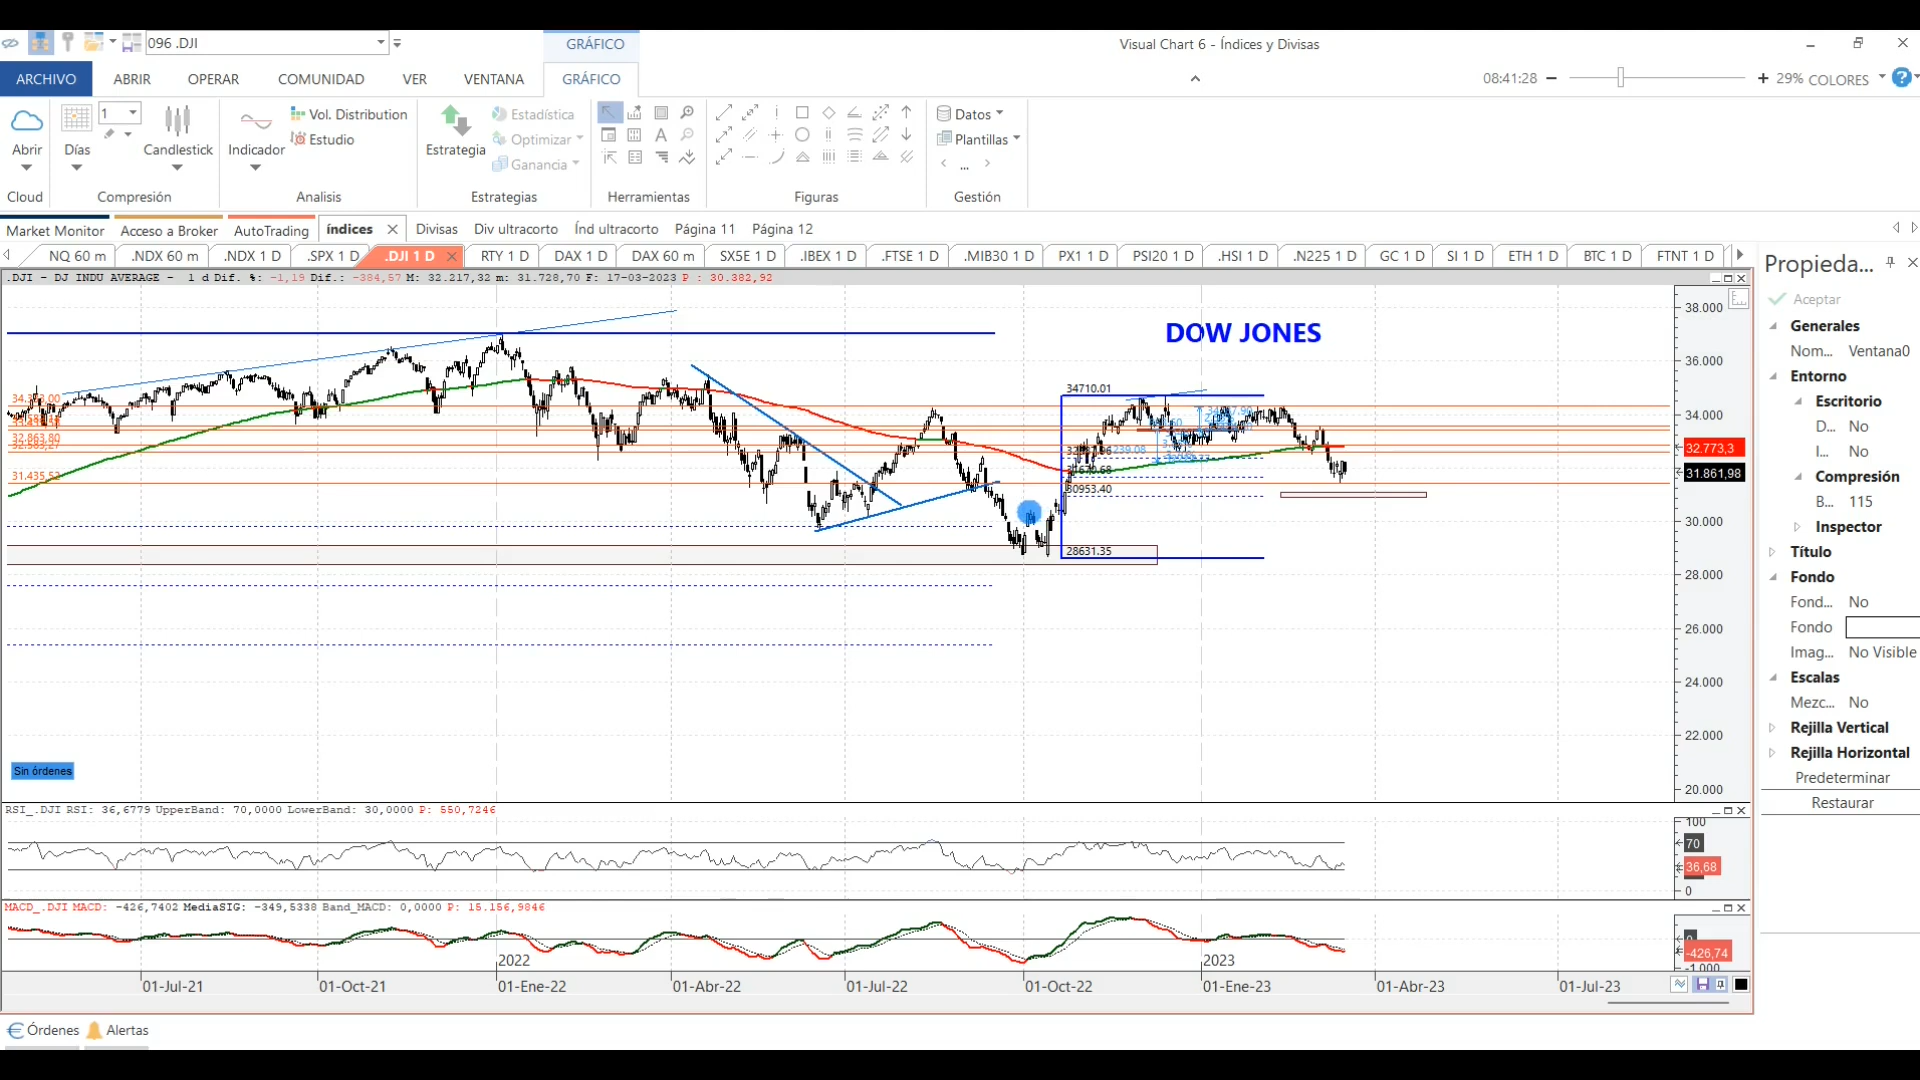 096 .DJI
GRÁFICO
Visual Chart 6 - Índices y Divisas
ARCHIVO ABRIR OPERAR COMUNIDAD VER VENTANA GRÁFICO
08:41:28 29% COLORES
Abrir
Días
1
Candlestick
Indicador
Vol. Distribution
Estudio
Estrategia
Estadística
Optimizar
Ganancia
Datos
Plantillas
...
Cloud Compresión Analisis Estrategias Herramientas Figuras Gestión
Market Monitor Acceso a Broker AutoTrading índices Divisas Div ultracorto Índ ultracorto Página 11 Página 12
NQ 60 m .NDX 60 m .NDX 1 D .SPX 1 D .DJI 1 D RTY 1 D DAX 1 D DAX 60 m SX5E 1 D .IBEX 1 D .FTSE 1 D .MIB30 1 D PX1 1 D PSI20 1 D .HSI 1 D .N225 1 D GC 1 D SI 1 D ETH 1 D BTC 1 D FTNT 1 D
.DJI - DJ INDU AVERAGE - 1 d Dif. %: -1,19 Dif.: -384,57 M: 32.217,32 m: 31.728,70 F: 17-03-2023 P : 30.382,92
DOW JONES
34710.01
32.863,80
31.435,52
30953.40
28631.35
38.000
36.000
34.000
32.773,3
31.861,98
30.000
28.000
26.000
24.000
22.000
20.000
Sin órdenes
RSI_.DJI RSI: 36,6779 UpperBand: 70,0000 LowerBand: 30,0000 P: 550,7246
100
70
36,68
0
MACD_.DJI MACD: -426,7402 MediaSIG: -349,5338 Band_MACD: 0,0000 P: 15.156,9846
0
-426,74
-1.000
2022 2023
01-Jul-21 01-Oct-21 01-Ene-22 01-Abr-22 01-Jul-22 01-Oct-22 01-Ene-23 01-Abr-23 01-Jul-23
Órdenes Alertas
Propieda...
Aceptar
Generales
Nom... Ventana0
Entorno
Escritorio
D... No
I... No
Compresión
B... 115
Inspector
Título
Fondo
Fond... No
Fondo
Imag... No Visible
Escalas
Mezc... No
Rejilla Vertical
Rejilla Horizontal
Predeterminar
Restaurar